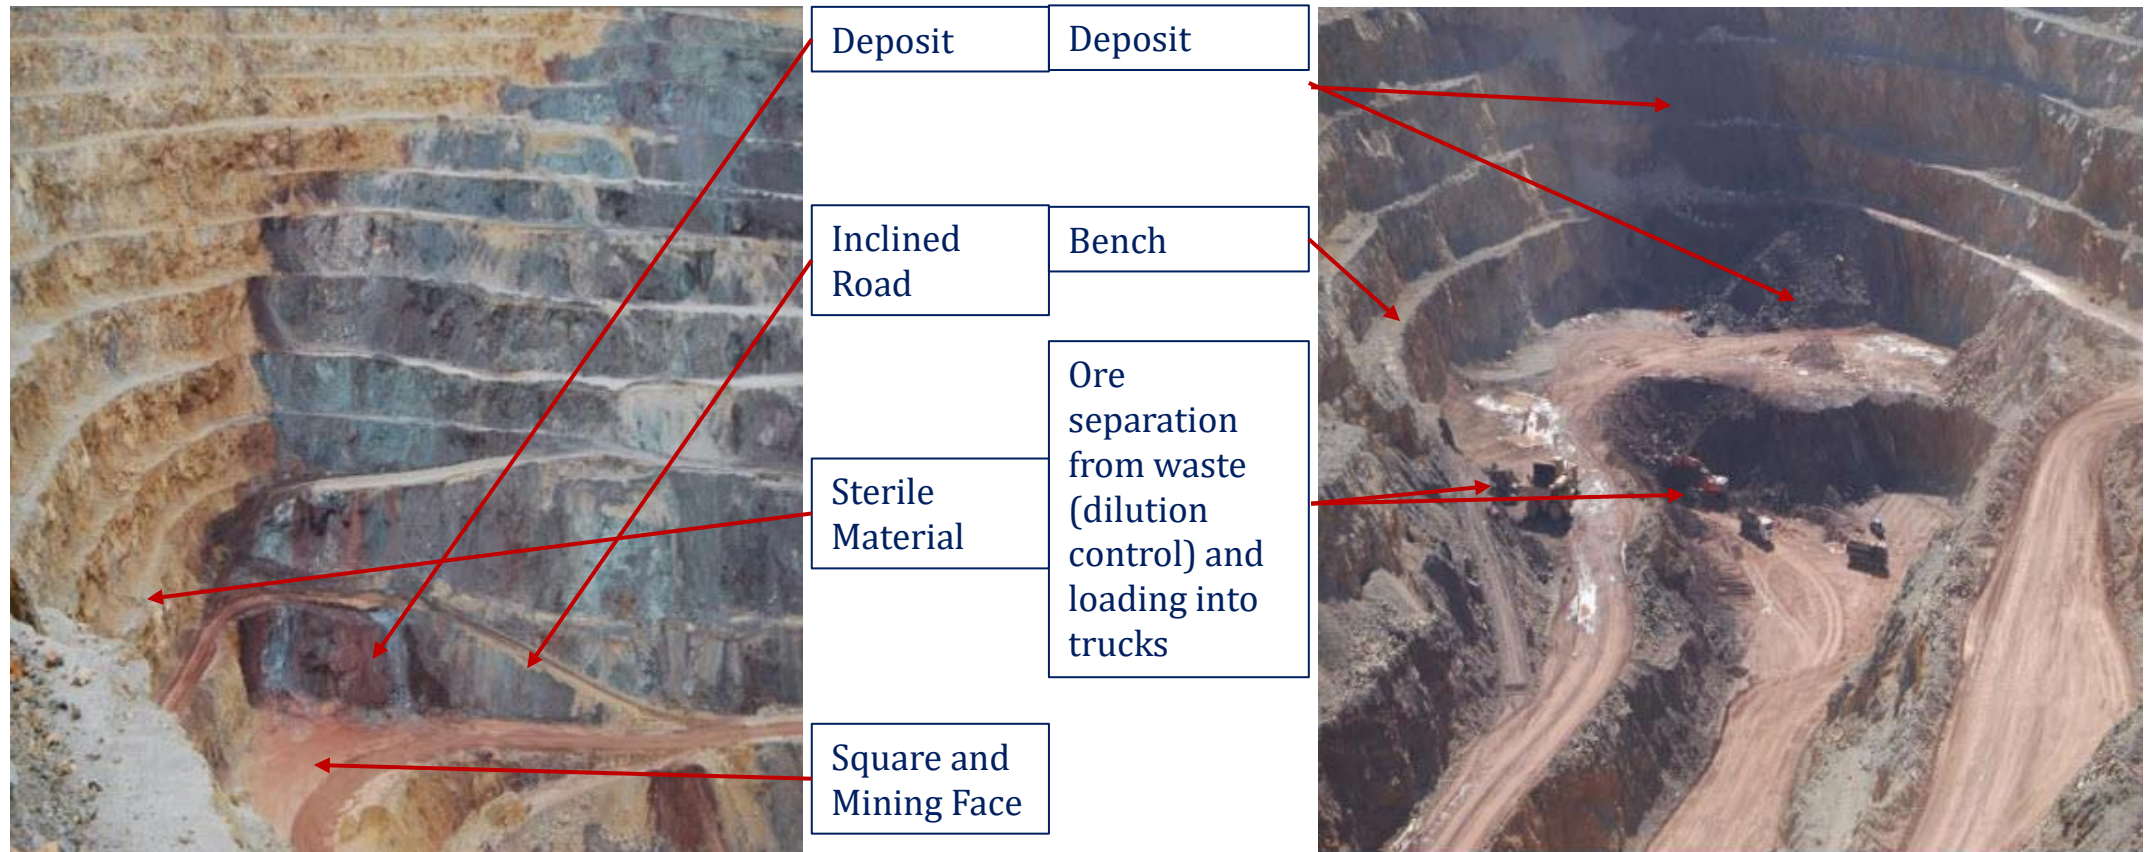 Deposit
Inclined
Road
Sterile
Material
Square and
Mining Face
Deposit
Bench
Ore
separation
from waste
(dilution
control) and
loading into
trucks